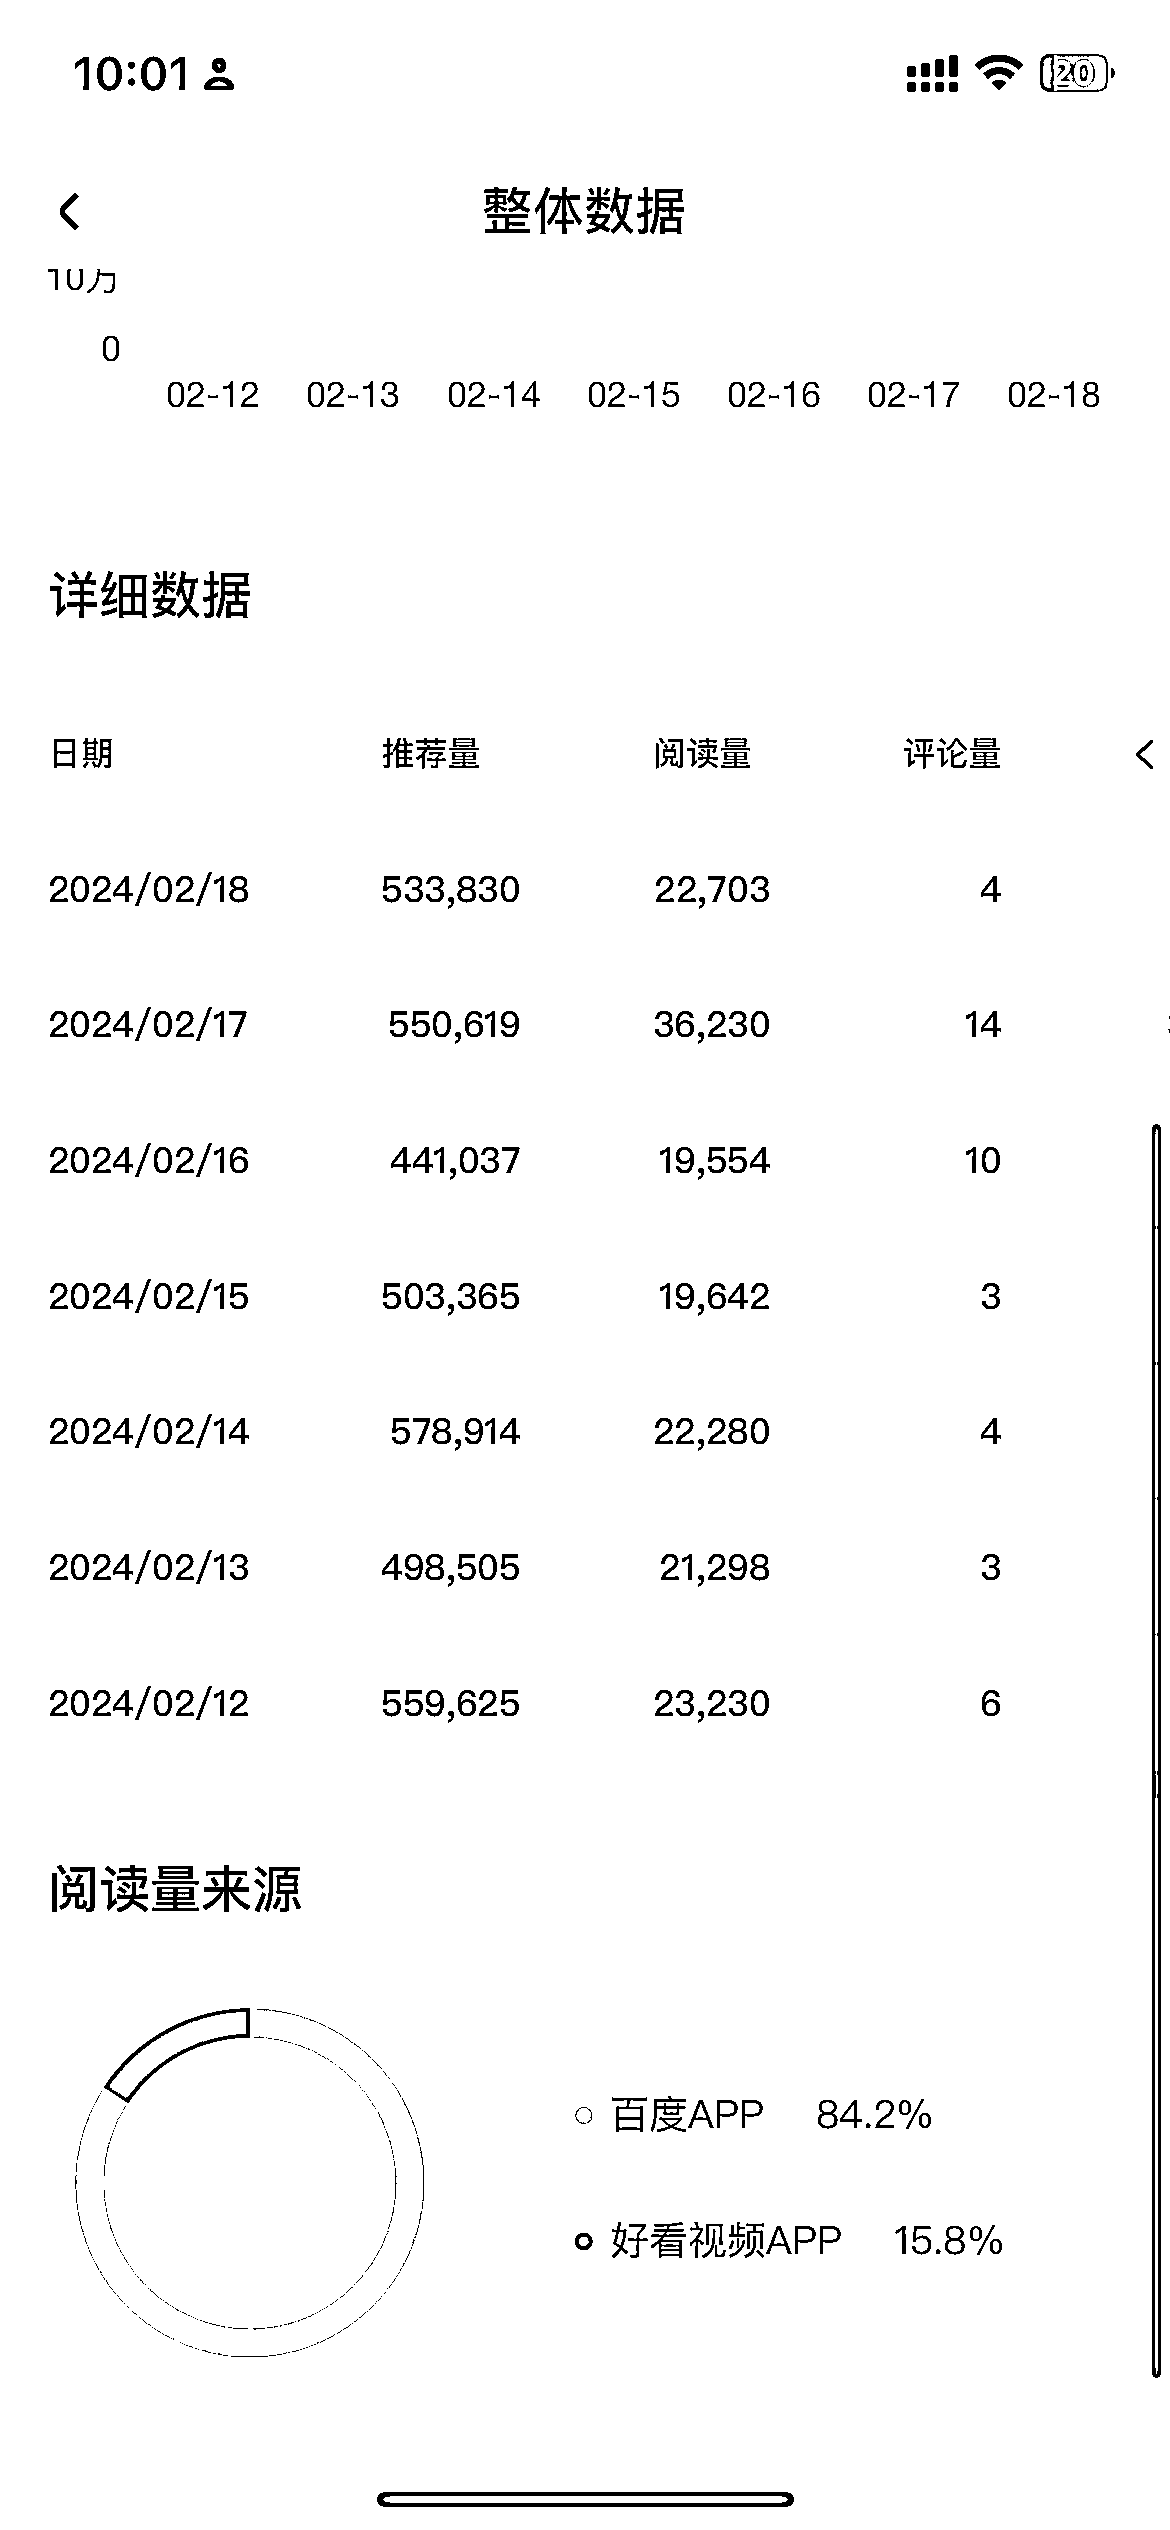 10:01 20
整体数据
10万
0
02-12 02-13 02-14 02-15 02-16 02-17 02-18
详细数据
日期 推荐量 阅读量 评论量
2024/02/18 533,830 22,703 4
2024/02/17 550,619 36,230 14
2024/02/16 441,037 19,554 10
2024/02/15 503,365 19,642 3
2024/02/14 578,914 22,280 4
2024/02/13 498,505 21,298 3
2024/02/12 559,625 23,230 6
阅读量来源
百度APP 84.2%
好看视频APP 15.8%